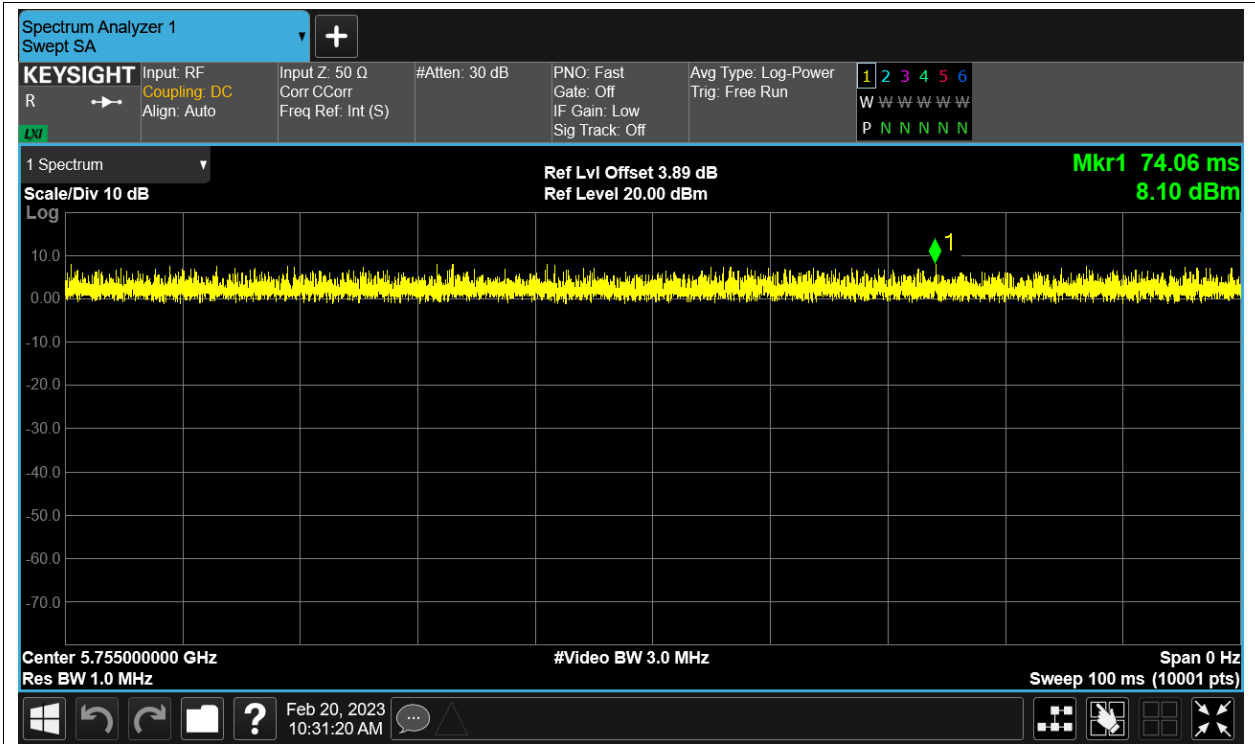 Spectrum Analyzer 1
Swept SA
+
KEYSIGHT
R
LXI
Input: RF
Coupling: DC
Align: Auto
Input Z: 50 Ω
Corr CCorr
Freq Ref: Int (S)
#Atten: 30 dB
PNO: Fast
Gate: Off
IF Gain: Low
Sig Track: Off
Avg Type: Log-Power
Trig: Free Run
1 2 3 4 5 6
W W W W W W
P N N N N N
1 Spectrum
Scale/Div 10 dB
Log
Ref Lvl Offset 3.89 dB
Ref Level 20.00 dBm
Mkr1 74.06 ms
8.10 dBm
1
10.0
0.00
-10.0
-20.0
-30.0
-40.0
-50.0
-60.0
-70.0
Center 5.755000000 GHz
Res BW 1.0 MHz
#Video BW 3.0 MHz
Span 0 Hz
Sweep 100 ms (10001 pts)
?
Feb 20, 2023
10:31:20 AM